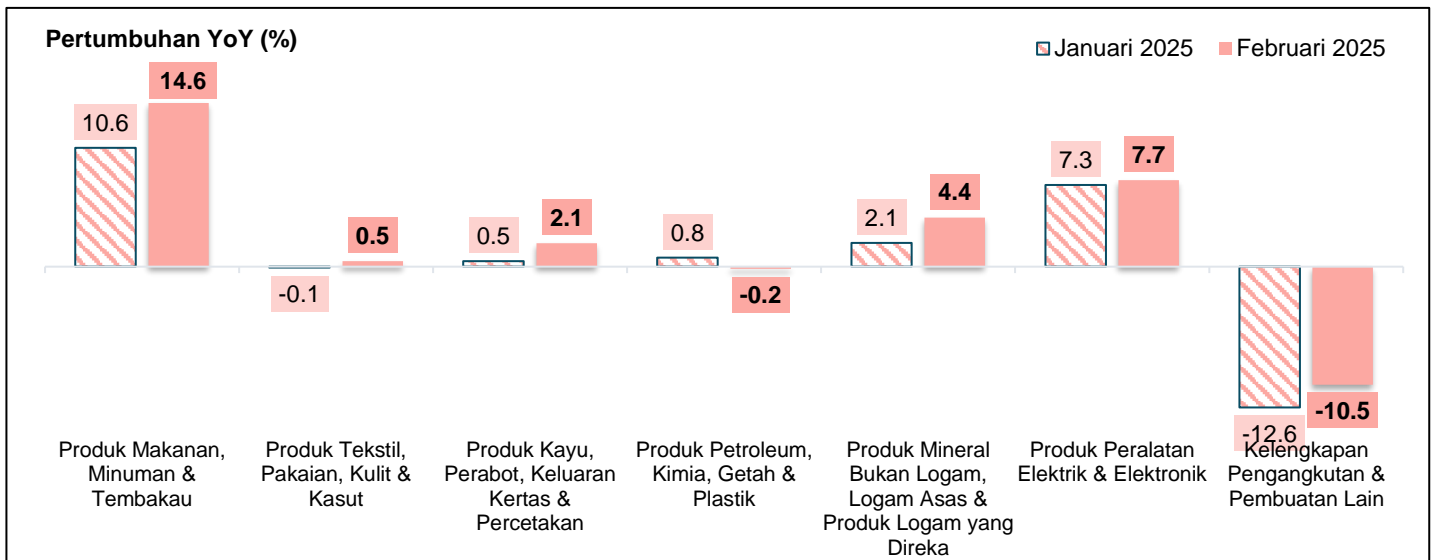 Pertumbuhan YoY (%)
Januari 2025
Februari 2025
10.6
14.6
-0.1
0.5
0.5
2.1
0.8
-0.2
2.1
4.4
7.3
7.7
-12.6
-10.5
Produk Makanan,
Minuman &
Tembakau
Produk Tekstil,
Pakaian, Kulit &
Kasut
Produk Kayu,
Perabot, Keluaran
Kertas &
Percetakan
Produk Petroleum,
Kimia, Getah &
Plastik
Produk Mineral
Bukan Logam,
Logam Asas &
Produk Logam yang
Direka
Produk Peralatan
Elektrik & Elektronik
Kelengkapan
Pengangkutan &
Pembuatan Lain